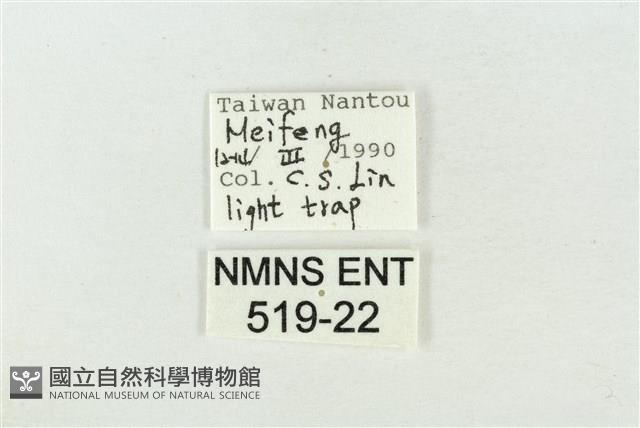 Taiwan Nantou
Meifeng
12-14/ III /1990
Col. C. S. Lin
light trap
NMNS ENT
519-22
國立自然科學博物館
NATIONAL MUSEUM OF NATURAL SCIENCE